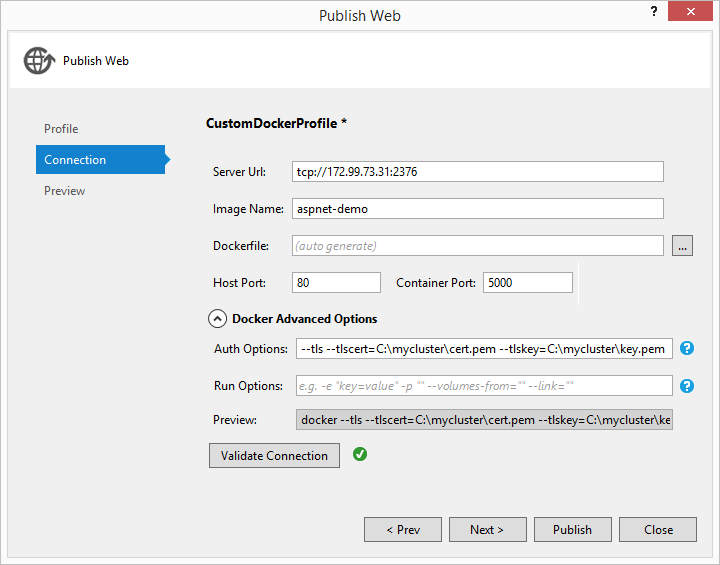 Publish Web
?
Publish Web
Profile
Connection
Preview
CustomDockerProfile *
Server Url: tcp://172.99.73.31:2376
Image Name: aspnet-demo
Dockerfile: (auto generate) ...
Host Port: 80 Container Port: 5000
Docker Advanced Options
Auth Options: --tls --tlscert=C:\mycluster\cert.pem --tlskey=C:\mycluster\key.pem ?
Run Options: e.g. -e "key=value" -p "" --volumes-from="" --link="" ?
Preview: docker --tls --tlscert=C:\mycluster\cert.pem --tlskey=C:\mycluster\ke
Validate Connection
< Prev Next > Publish Close